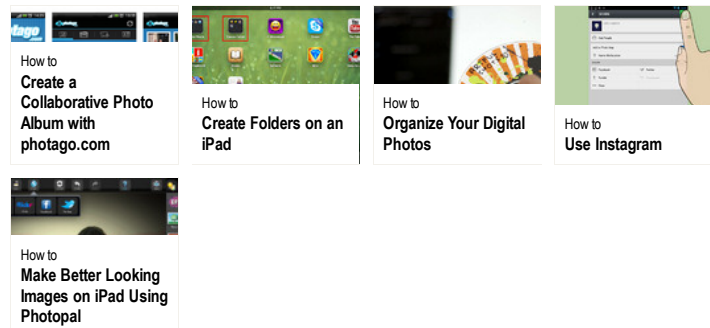 tago.
How to
Create a
Collaborative Photo
Album with
photago.com
How to
Create Folders on an
iPad
How to
Organize Your Digital
Photos
How to
Use Instagram
How to
Make Better Looking
Images on iPad Using
Photopal